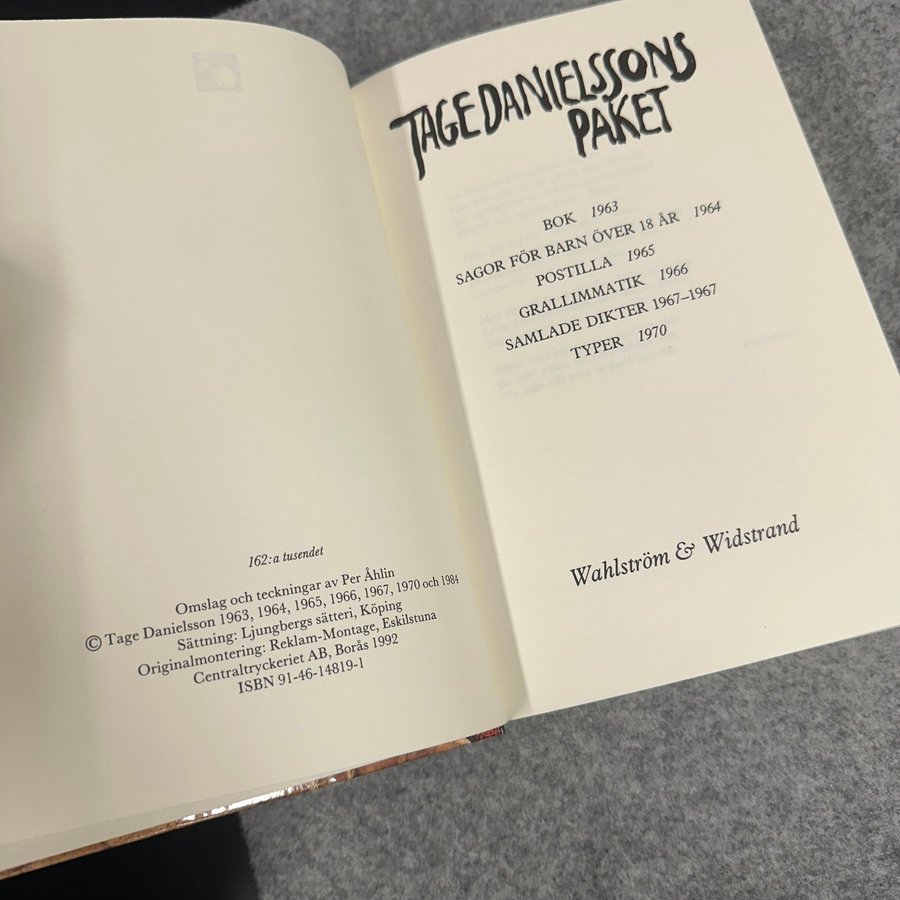 162:a tusendet
Omslag och teckningar av Per Åhlin
© Tage Danielsson 1963, 1964, 1965, 1966, 1967, 1970 och 1984
Sättning: Ljungbergs sätteri, Köping
Originalmontering: Reklam-Montage, Eskilstuna
Centraltryckeriet AB, Borås 1992
ISBN 91-46-14819-1
TAGE DANIELSSONS
PAKET
BOK 1963
SAGOR FÖR BARN ÖVER 18 ÅR 1964
POSTILLA 1965
GRALLIMMATIK 1966
SAMLADE DIKTER 1967–1967
TYPER 1970
Wahlström & Widstrand